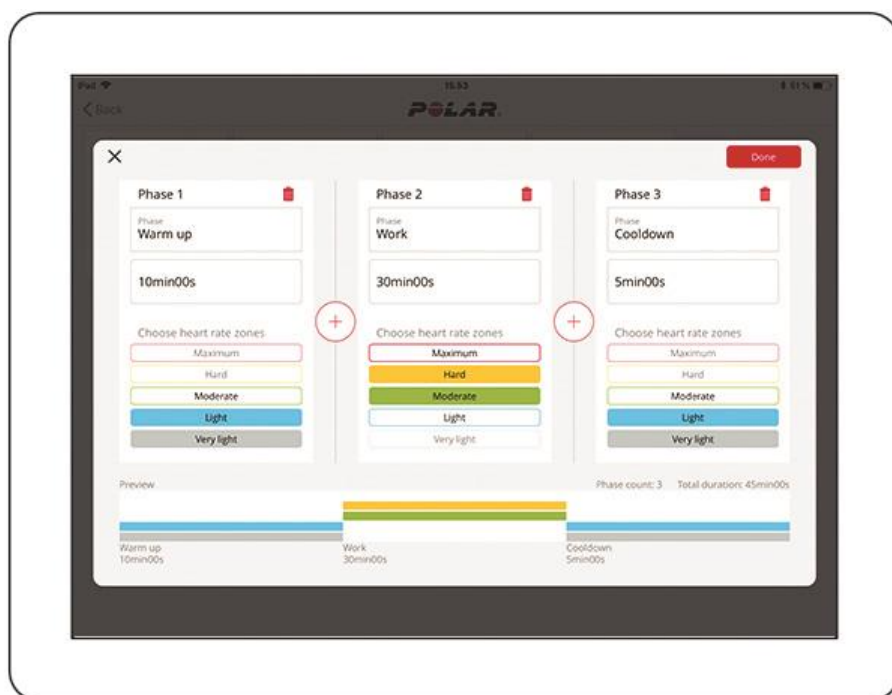 iPad 15.53 51 %
Back
POLAR
Done
Phase 1
Phase
Warm up
10min00s
Choose heart rate zones
Maximum
Hard
Moderate
Light
Very light
Phase 2
Phase
Work
30min00s
Choose heart rate zones
Maximum
Hard
Moderate
Light
Very light
Phase 3
Phase
Cooldown
5min00s
Choose heart rate zones
Maximum
Hard
Moderate
Light
Very light
Preview Phase count: 3 Total duration: 45min00s
Warm up
10min00s
Work
30min00s
Cooldown
5min00s